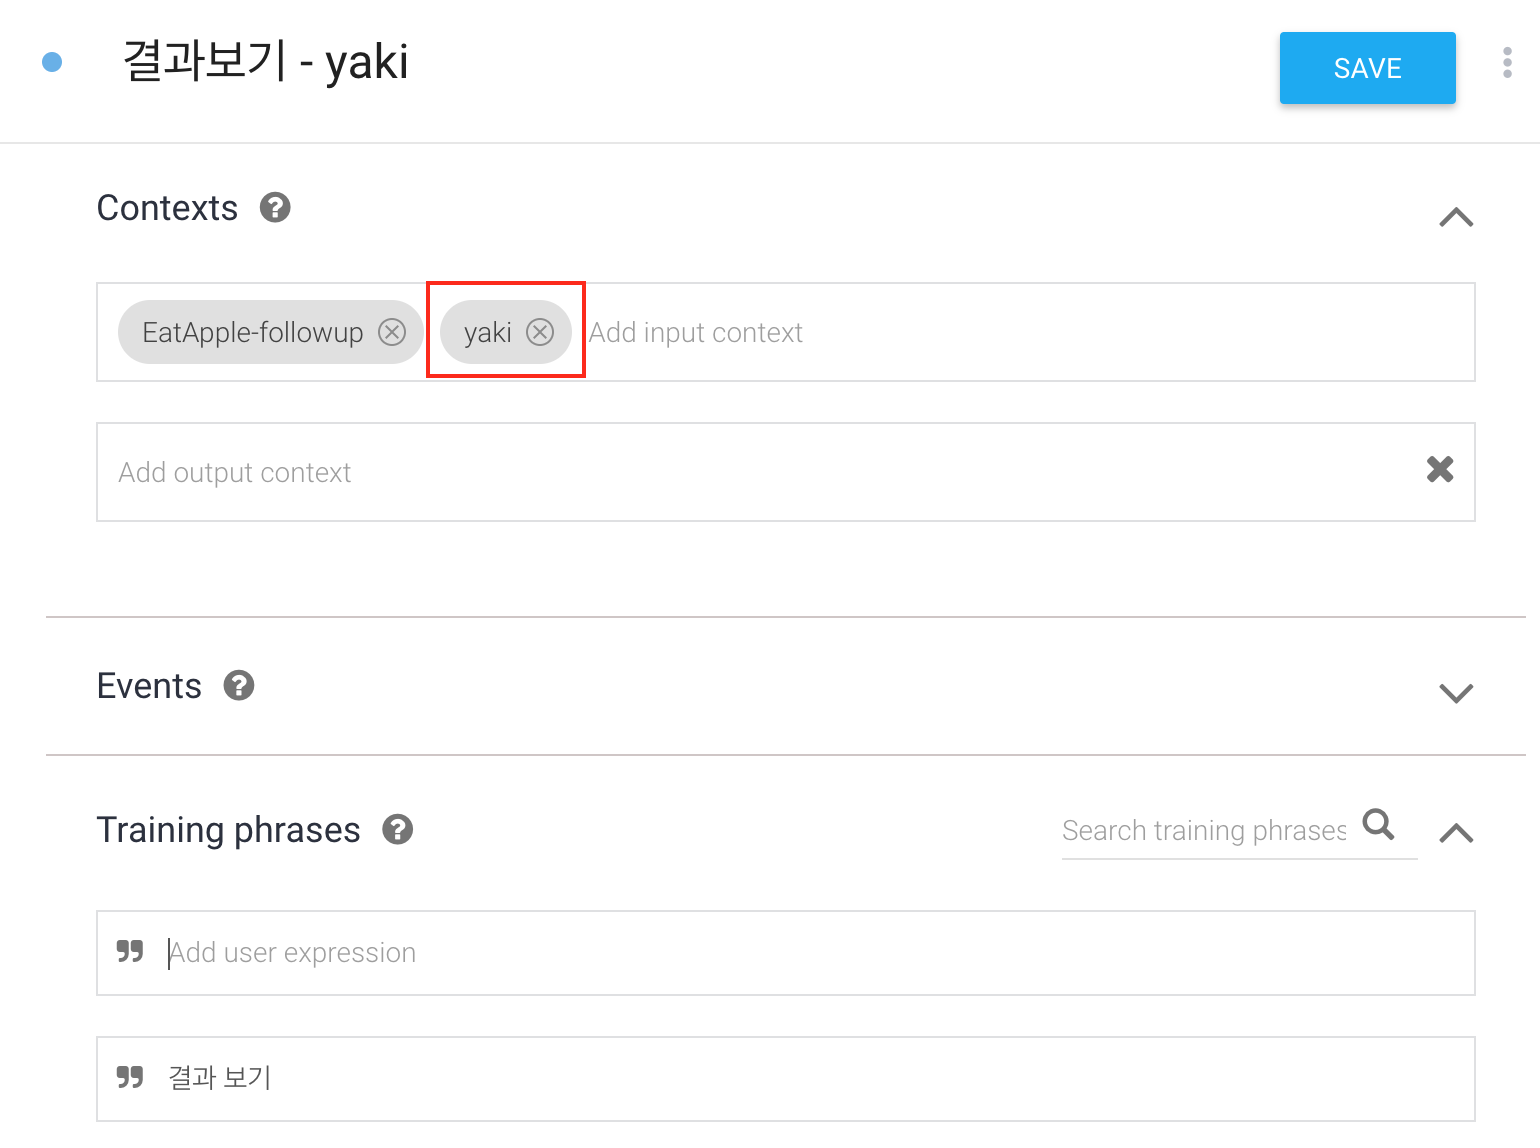 결과보기 - yaki
SAVE
Contexts
EatApple-followup yaki Add input context
Add output context
Events
Training phrases
Search training phrases
Add user expression
결과 보기